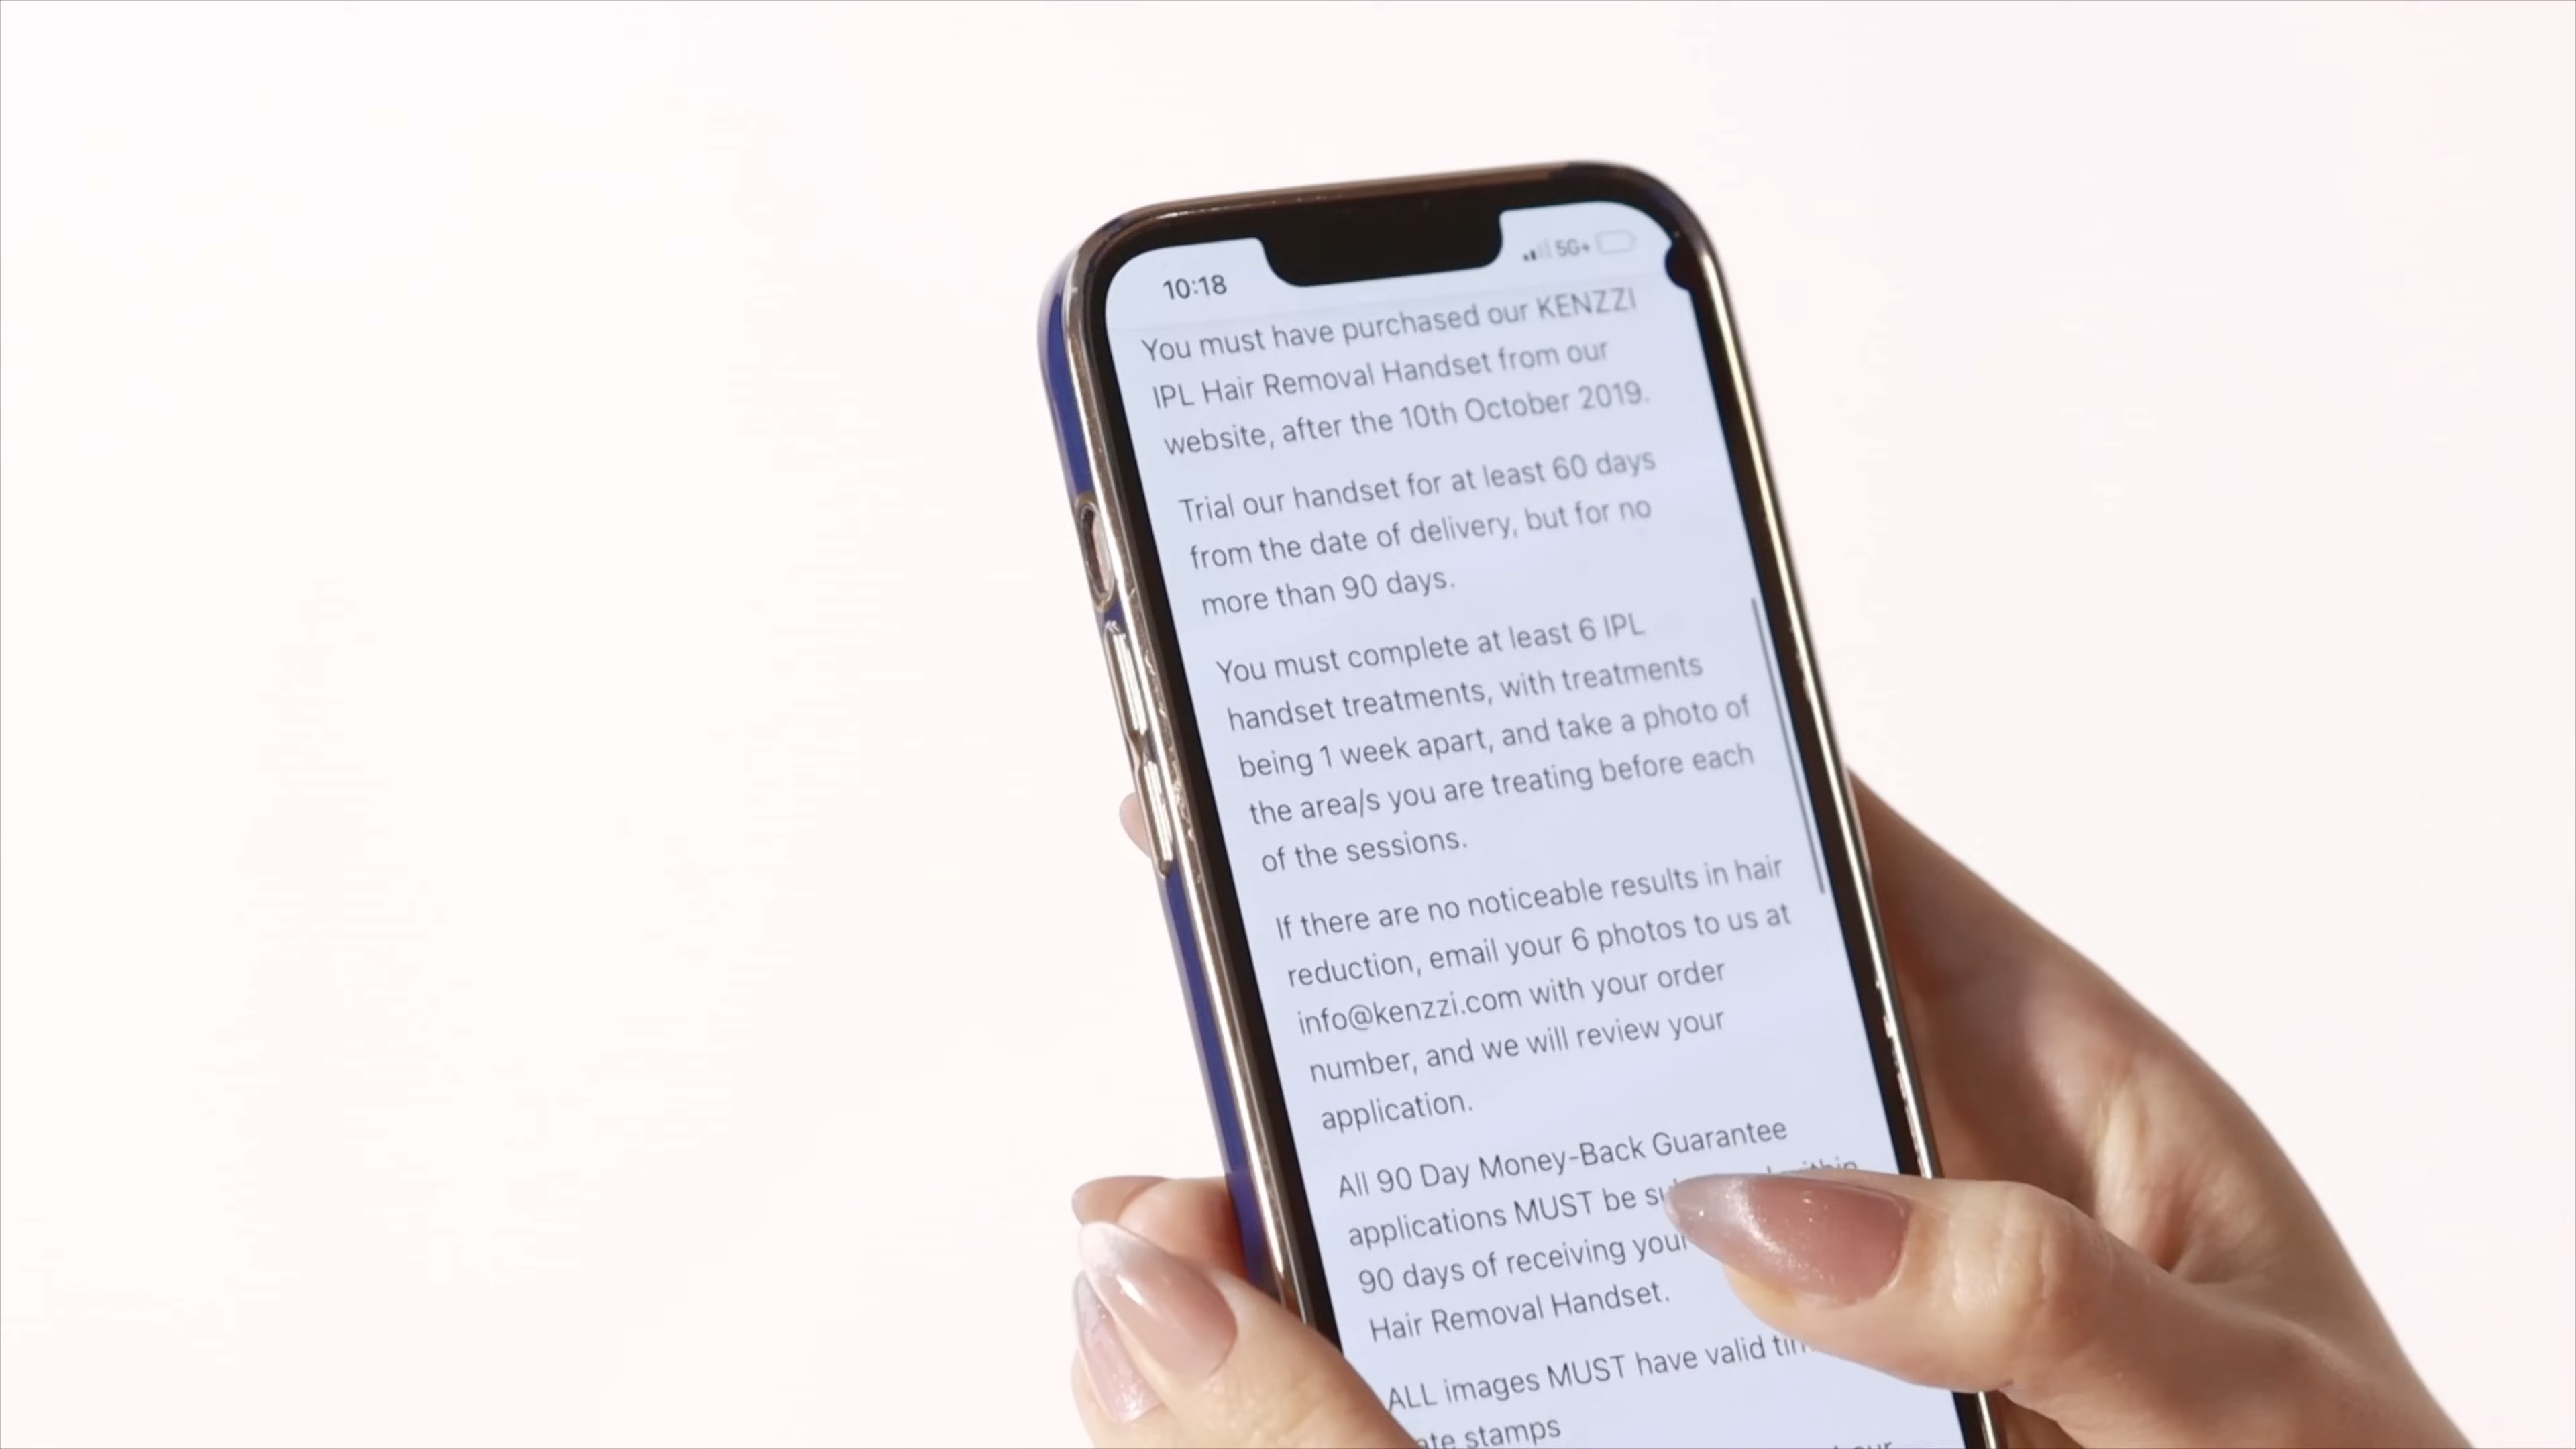 10:18
5G+
You must have purchased our KENZZI
IPL Hair Removal Handset from our
website, after the 10th October 2019.
Trial our handset for at least 60 days
from the date of delivery, but for no
more than 90 days.
You must complete at least 6 IPL
handset treatments, with treatments
being 1 week apart, and take a photo of
the area/s you are treating before each
of the sessions.
If there are no noticeable results in hair
reduction, email your 6 photos to us at
info@kenzzi.com with your order
number, and we will review your
application.
All 90 Day Money-Back Guarantee
applications MUST be within
90 days of receiving your
Hair Removal Handset.
ALL images MUST have valid
stamps